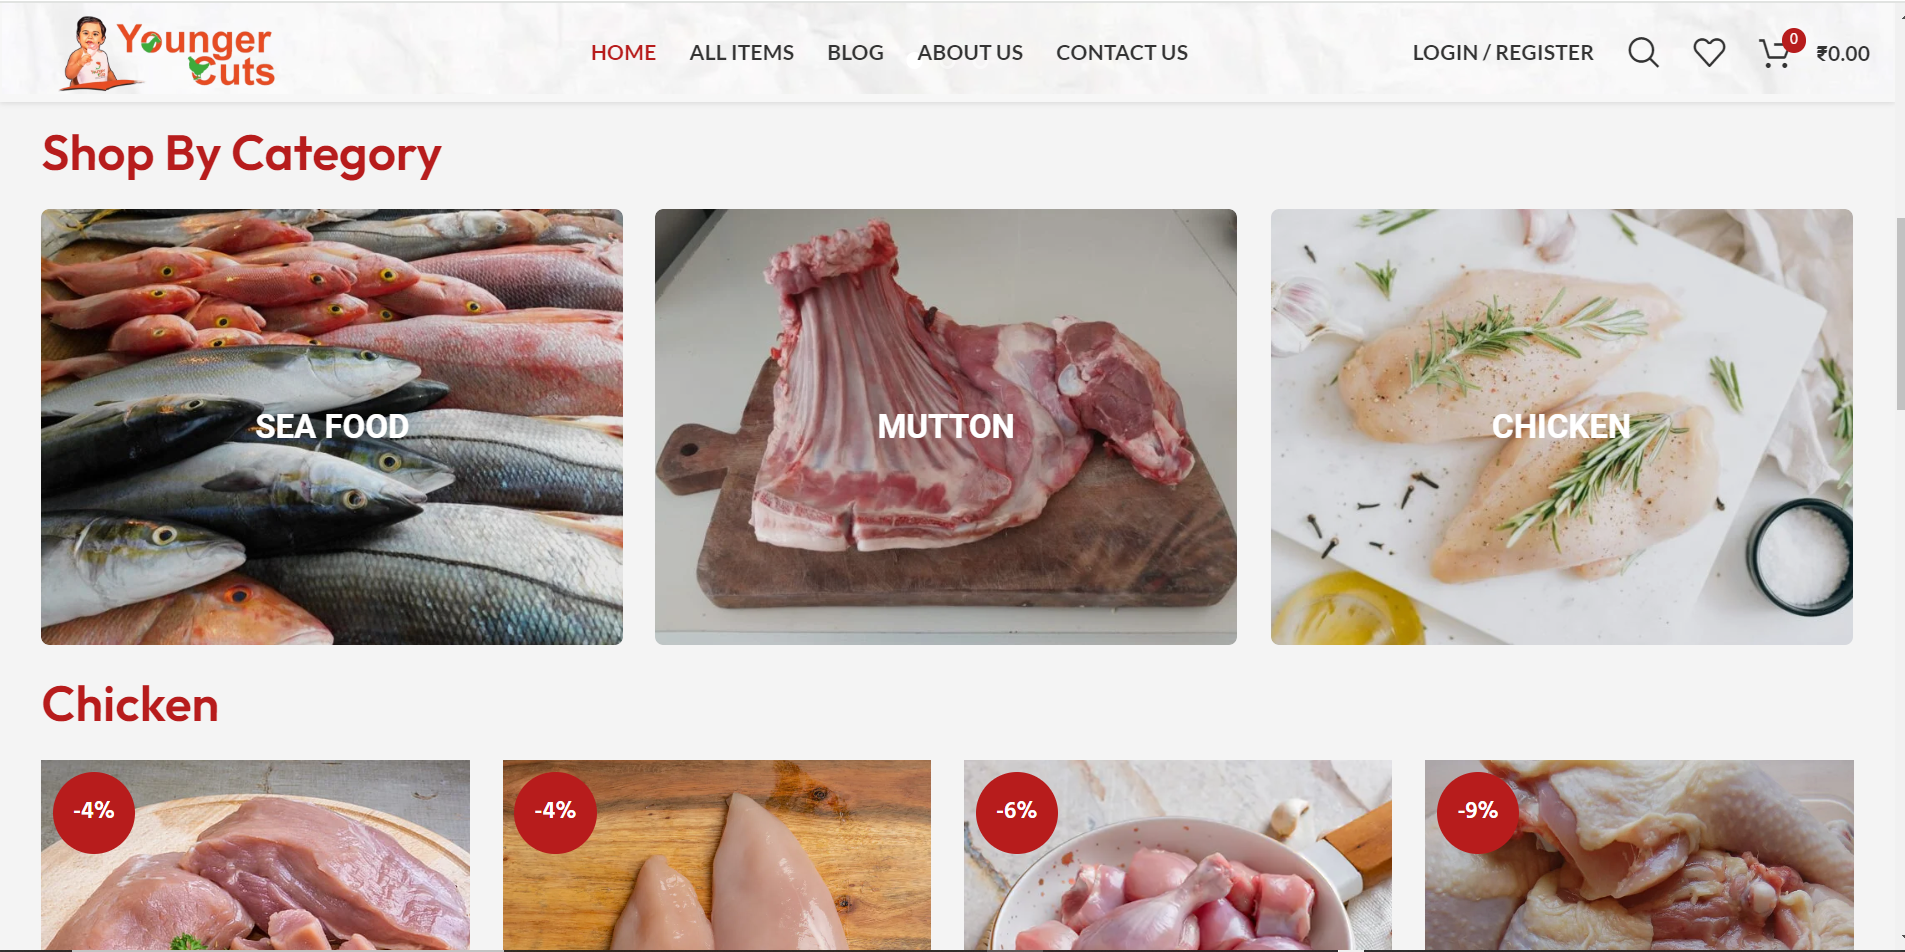 Younger
Cuts
HOME ALL ITEMS BLOG ABOUT US CONTACT US LOGIN / REGISTER 0 ₹0.00
Shop By Category
SEA FOOD MUTTON CHICKEN
Chicken
-4% -4% -6% -9%